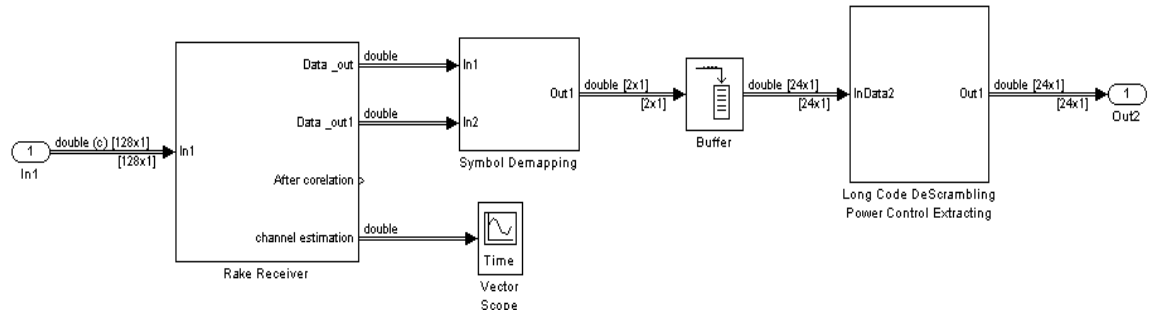 1
In1
double (c) [128x1]
[128x1]
In1
Data _out
Data _out1
After corelation
channel estimation
Rake Receiver
double
double
double
In1
In2
Out1
Symbol Demapping
Time
Vector
Scope
double [2x1]
[2x1]
Buffer
double [24x1]
[24x1]
InData2
Out1
Long Code DeScrambling
Power Control Extracting
double [24x1]
[24x1]
1
Out2